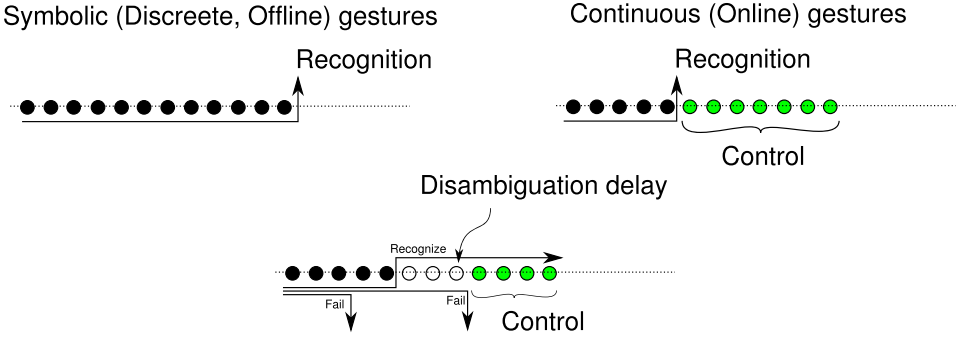 Symbolic (Discreete, Offline) gestures
Continuous (Online) gestures
Recognition
Recognition
Control
Disambiguation delay
Recognize
Fail
Fail
Control